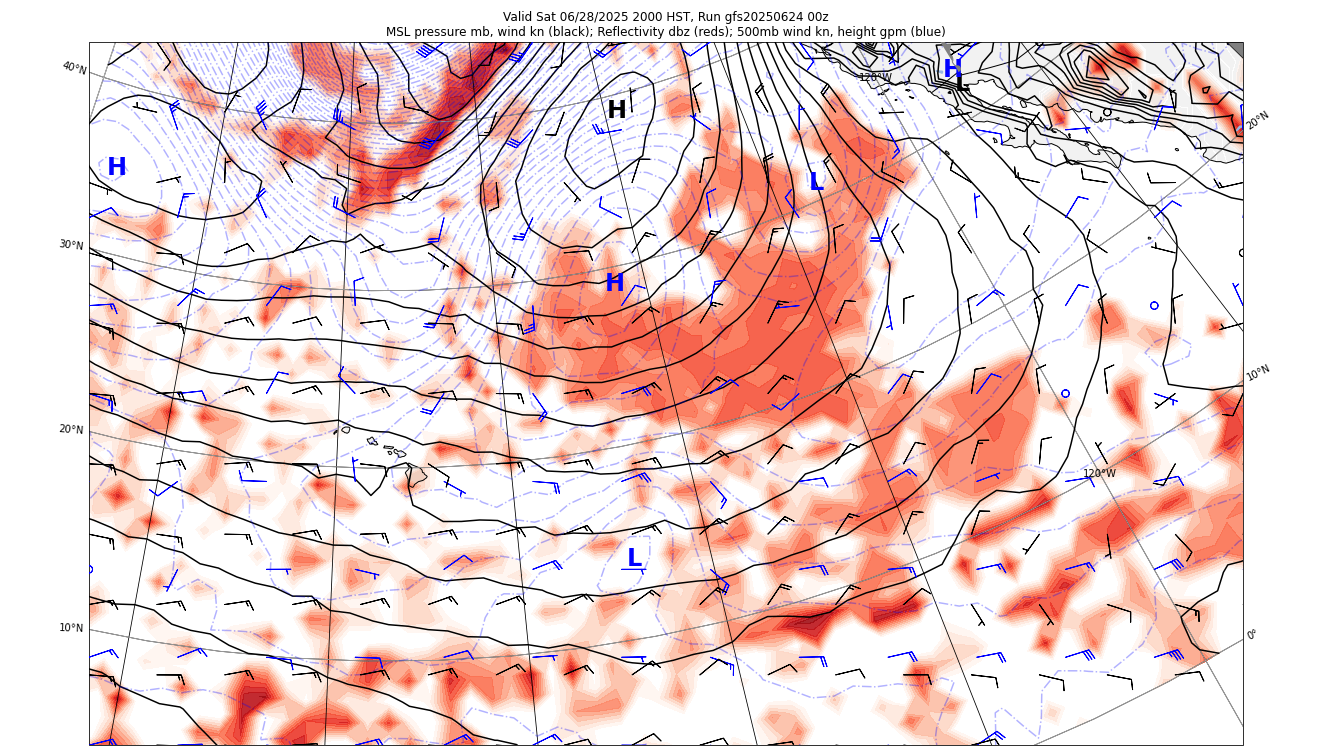 Valid Sat 06/28/2025 2000 HST, Run gfs20250624 00z
MSL pressure mb, wind kn (black); Reflectivity dbz (reds); 500mb wind kn, height gpm (blue)
40°N
H
120°W
L
H
20°N
H
L
30°N
H
10°N
20°N
120°W
L
10°N
0°